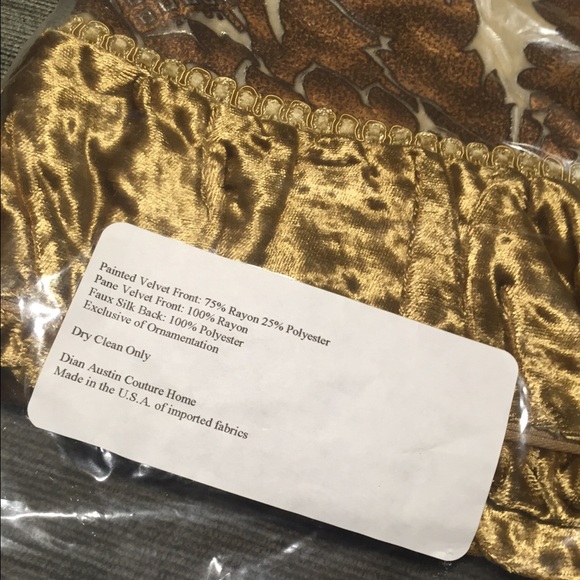 Painted Velvet Front: 75% Rayon 25% Polyester
Pane Velvet Front: 100% Rayon
Faux Silk Back: 100% Polyester
Exclusive of Ornamentation
Dry Clean Only
Dian Austin Couture Home
Made in the U.S.A. of imported fabrics